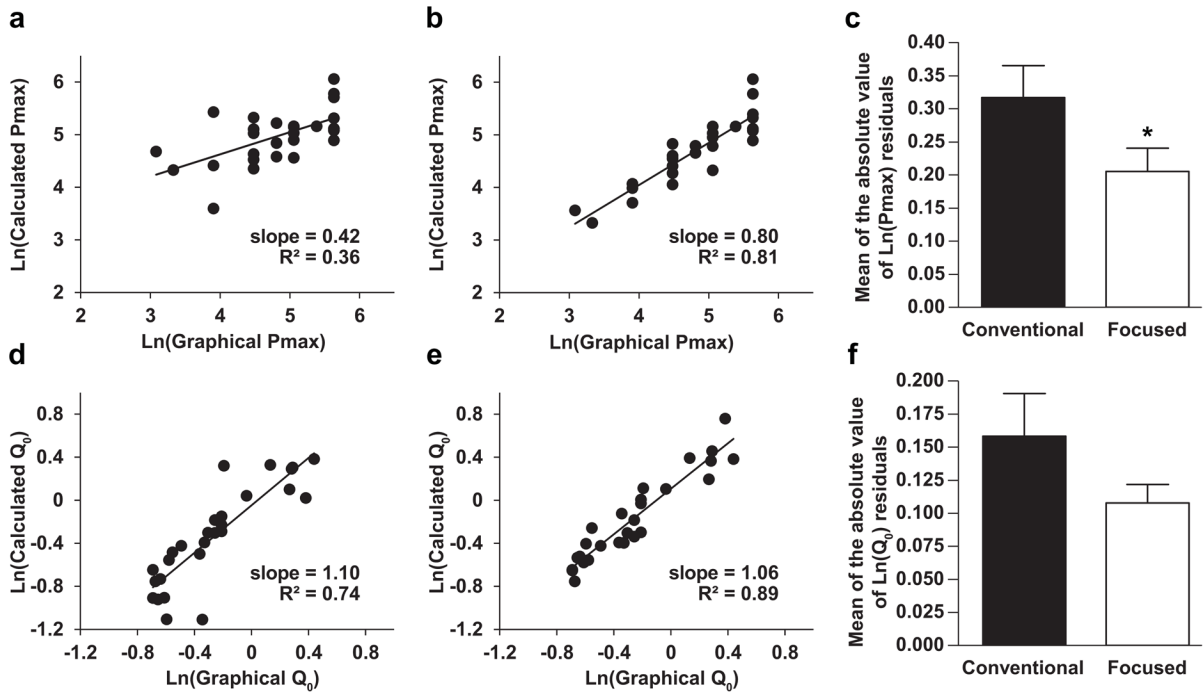 a
Ln(Calculated Pmax)
6
5
4
3
2
slope = 0.42
R² = 0.36
2 3 4 5 6
Ln(Graphical Pmax)
b
Ln(Calculated Pmax)
6
5
4
3
2
slope = 0.80
R² = 0.81
2 3 4 5 6
Ln(Graphical Pmax)
c
Mean of the absolute value
of Ln(Pmax) residuals
0.40
0.35
0.30
0.25
0.20
0.15
0.10
0.05
0.00
*
Conventional Focused
d
Ln(Calculated Q₀)
0.8
0.4
0
-0.4
-0.8
-1.2
slope = 1.10
R² = 0.74
-1.2 -0.8 -0.4 0 0.4 0.8
Ln(Graphical Q₀)
e
Ln(Calculated Q₀)
0.8
0.4
0
-0.4
-0.8
-1.2
slope = 1.06
R² = 0.89
-1.2 -0.8 -0.4 0 0.4 0.8
Ln(Graphical Q₀)
f
Mean of the absolute value
of Ln(Q₀) residuals
0.200
0.175
0.150
0.125
0.100
0.075
0.050
0.025
0.000
Conventional Focused